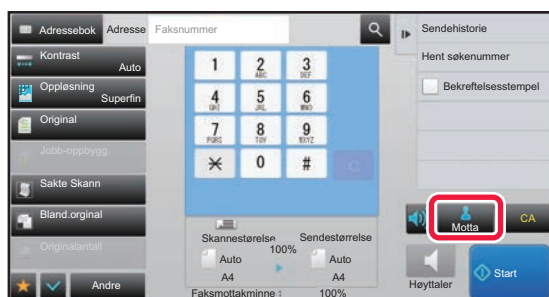 Adressebok
Adresse
Faksnummer
Sendehistorie
Kontrast
Auto
Hent søkenummer
Oppløsning
Superfin
Bekreftelsesstempel
Original
Jobb-oppbygg.
Sakte Skann
Bland.orginal
Originalantall
Andre
1
2 ABC
3 DEF
4 GHI
5 JKL
6 MNO
7 PQRS
8 TUV
9 WXYZ
0
#
C
Skannestørelse
Sendestørrelse
100%
Auto
Auto
A4
A4
Faksmottakminne :
100%
Motta
CA
Høyttaler
Start